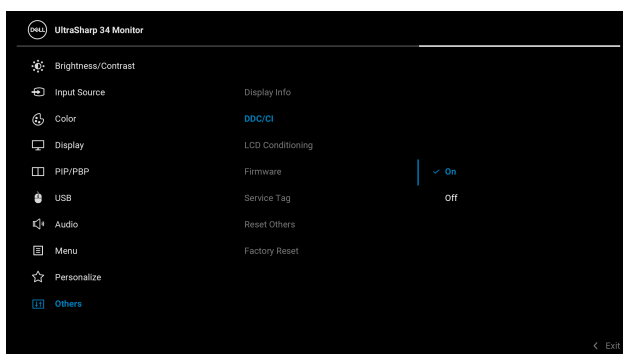 DELL UltraSharp 34 Monitor
Brightness/Contrast
Input Source
Color
Display
PIP/PBP
USB
Audio
Menu
Personalize
Others
Display Info
DDC/CI
LCD Conditioning
Firmware
Service Tag
Reset Others
Factory Reset
On
Off
Exit